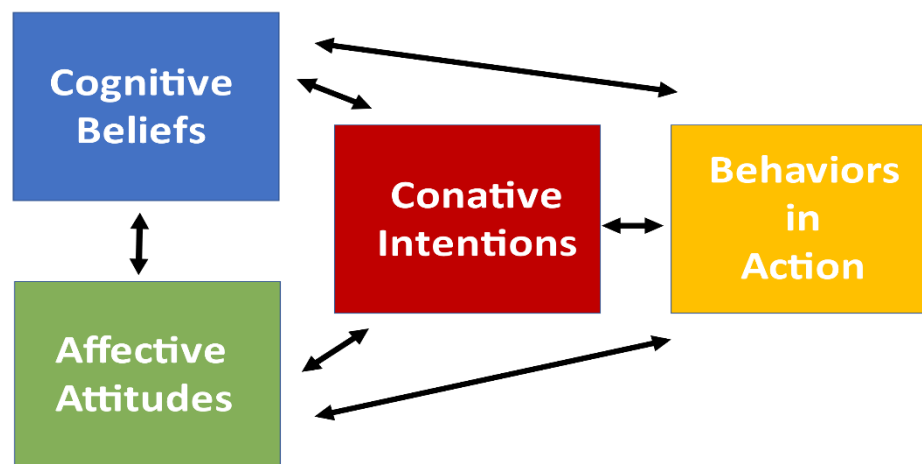 Cognitive
Beliefs
Conative
Intentions
Behaviors
in
Action
Affective
Attitudes